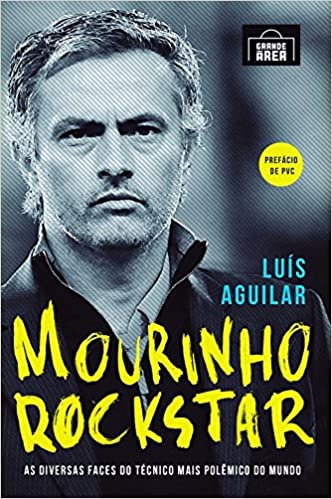 GRANDE
ÁREA
PREFÁCIO
DE PVC
LUÍS
AGUILAR
MOURINHO
ROCKSTAR
AS DIVERSAS FACES DO TÉCNICO MAIS POLÊMICO DO MUNDO